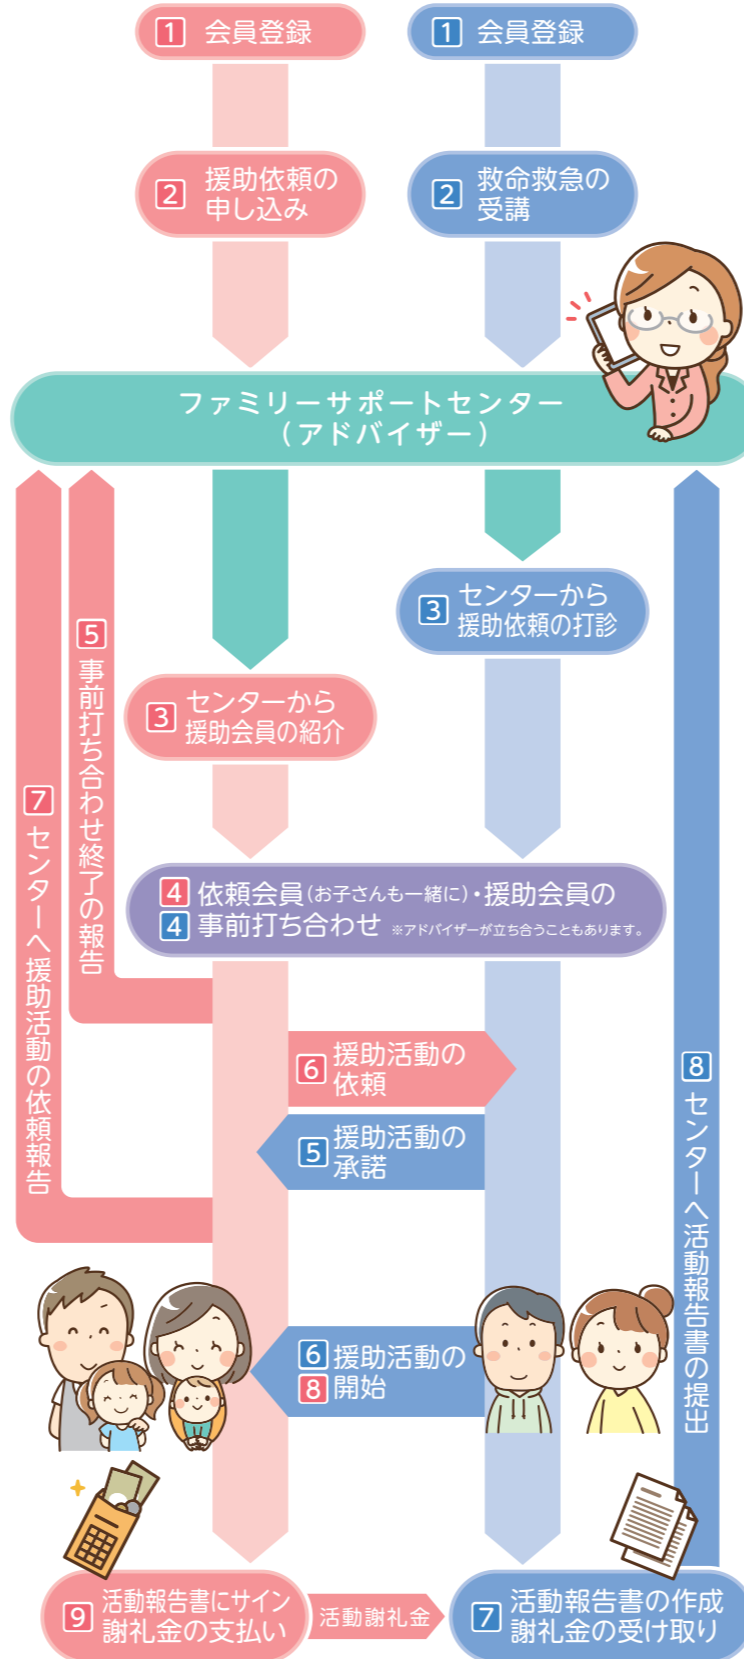 1 会員登録
1 会員登録
2 援助依頼の
申し込み
2 救命救急の
受講
ファミリーサポートセンター
(アドバイザー)
3 センターから
援助依頼の打診
3 センターから
援助会員の紹介
5 事前打ち合わせ終了の報告
7 センターへ援助活動の依頼報告
4 依頼会員(お子さんも一緒に)・援助会員の
4 事前打ち合わせ ※アドバイザーが立ち合うこともあります。
6 援助活動の
依頼
5 援助活動の
承諾
8 センターへ活動報告書の提出
6 援助活動の
8 開始
9 活動報告書にサイン
謝礼金の支払い
活動謝礼金
7 活動報告書の作成
謝礼金の受け取り